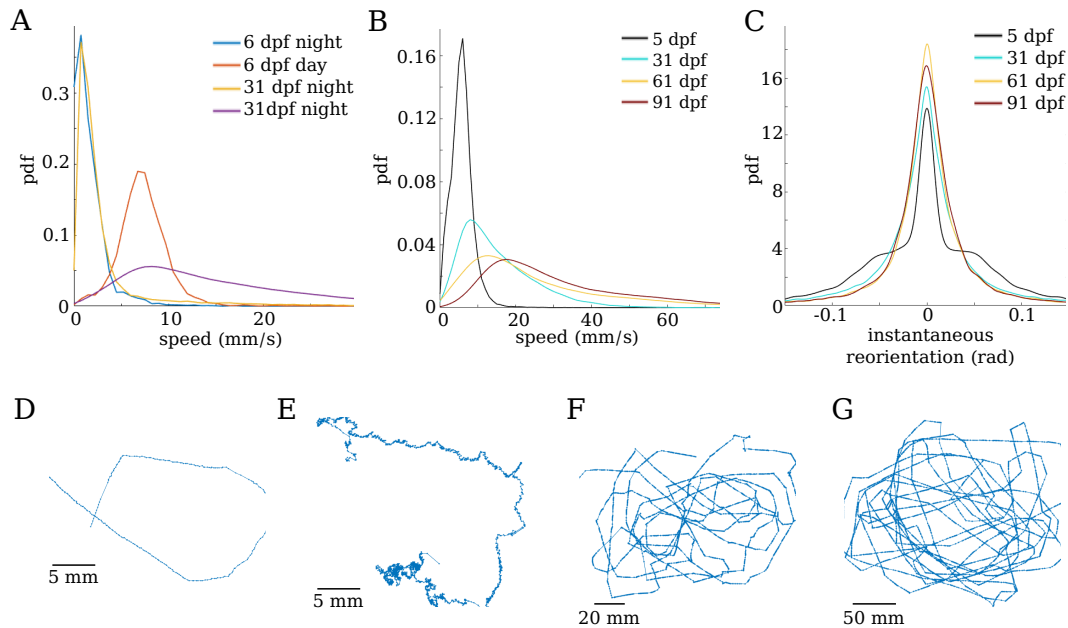 A
6 dpf night
6 dpf day
31 dpf night
31dpf night
0.3
0.2
0.1
0
0
10
20
pdf
speed (mm/s)
B
5 dpf
31 dpf
61 dpf
91 dpf
0.16
0.12
0.08
0.04
0
0
20
40
60
pdf
speed (mm/s)
C
5 dpf
31 dpf
61 dpf
91 dpf
16
12
8
4
0
-0.1
0
0.1
pdf
instantaneous
reorientation (rad)
D
5 mm
E
5 mm
F
20 mm
G
50 mm